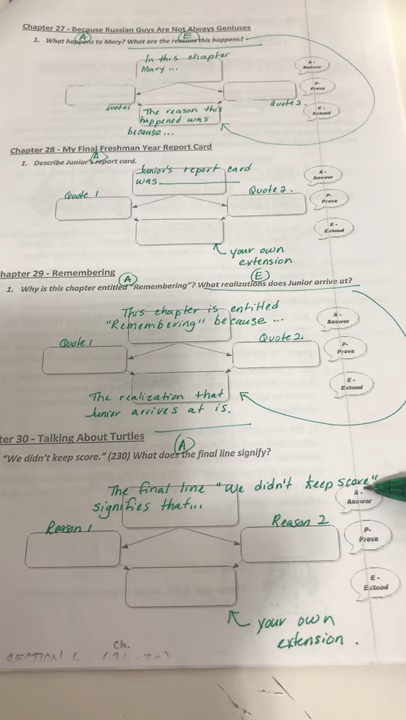 Chapter 27 - Because Russian Guys Are Not Always Geniuses
A E
1. What happens to Mary? What are the reasons this happens?
In this chapter
Mary ...
A -
Answer
P-
Prove
Quote 1
Quote 2
E -
Extend
The reason this
happened was
because ...
Chapter 28 - My Final Freshman Year Report Card
A
1. Describe Junior's report card.
Junior's report card
was
A -
Answer
Quote 1
Quote 2.
P-
Prove
E -
Extend
your own
extension
hapter 29 - Remembering
A E
1. Why is this chapter entitled "Remembering"? What realizations does Junior arrive at?
This chapter is entitled
"Remembering" because ...
A -
Answer
Quote 1
Quote 2
P-
Prove
E -
Extend
The realization that
Junior arrives at is.
ter 30 - Talking About Turtles
A
"We didn't keep score." (230) What does the final line signify?
The final line "We didn't keep score"
signifies that...
A -
Answer
Reason 1
Reason 2
P-
Prove
E -
Extend
your own
extension.
Ch.
SECTION